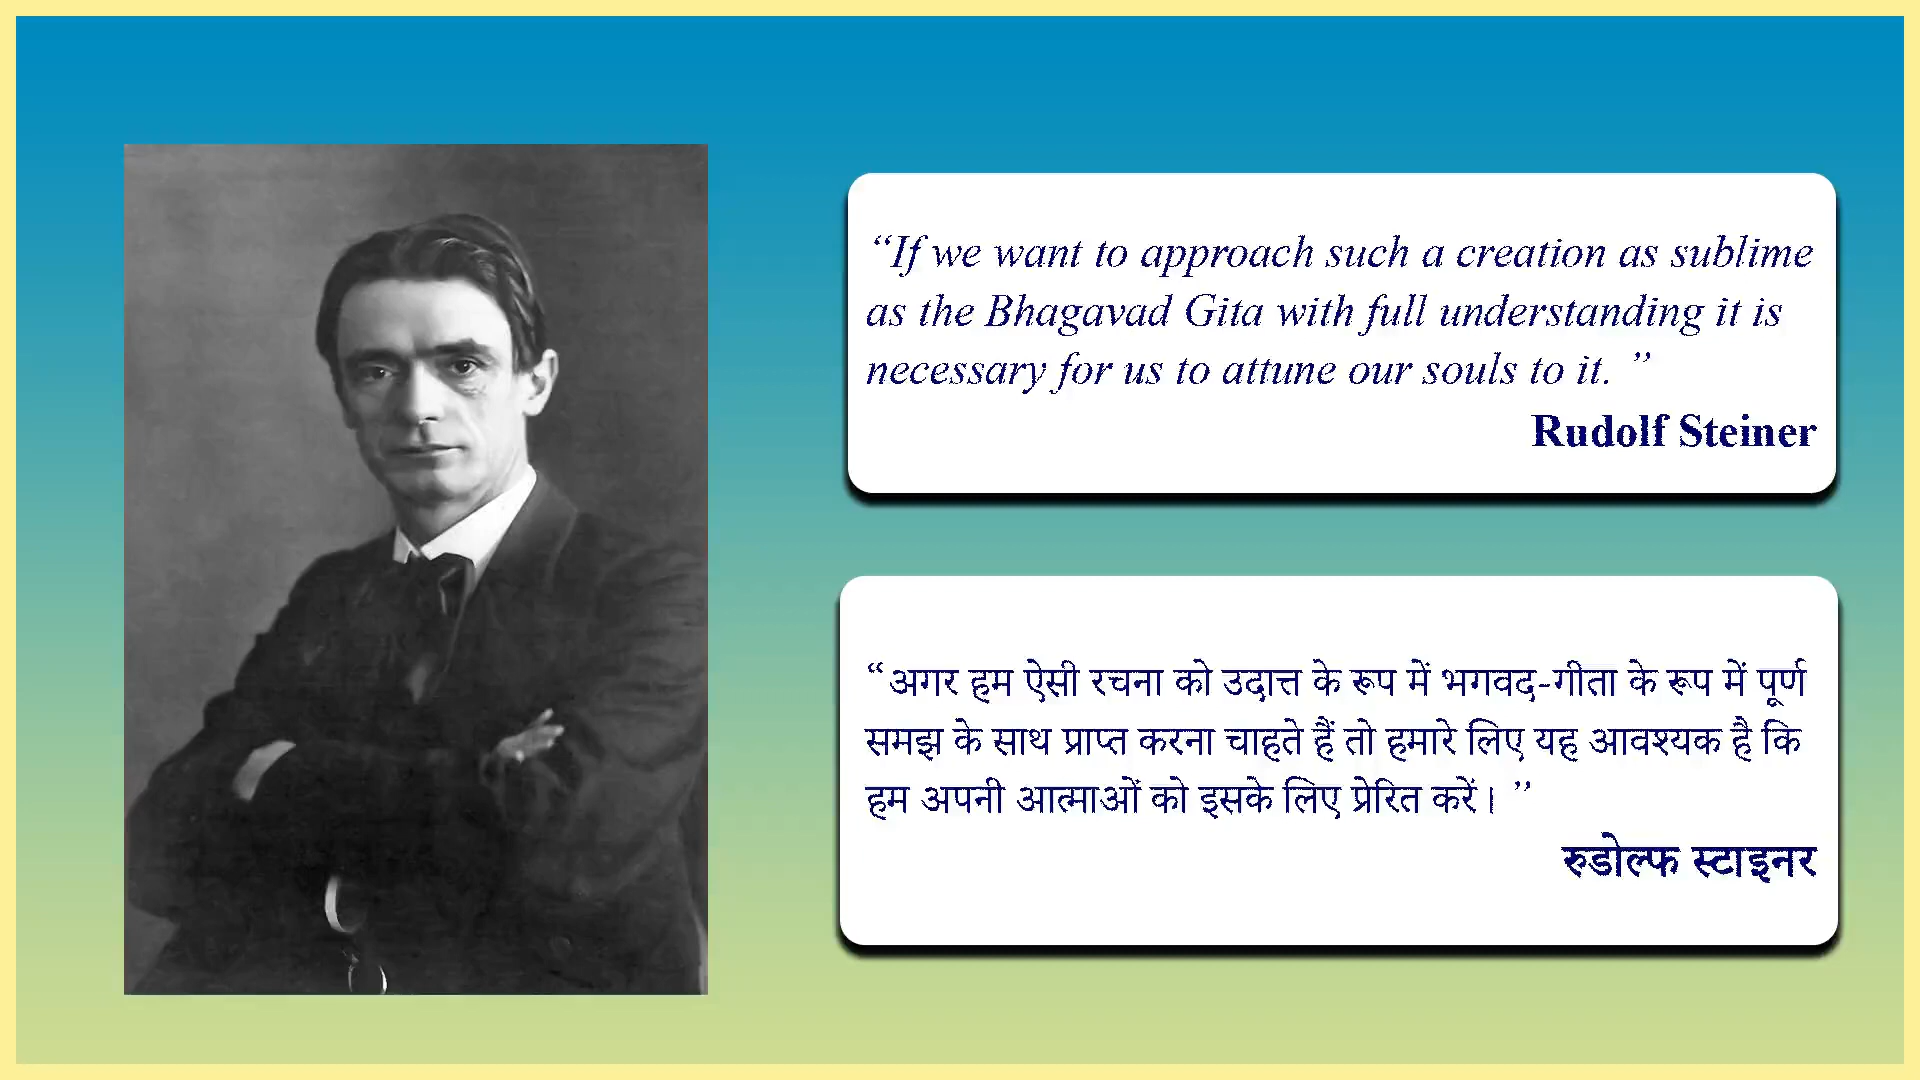 “If we want to approach such a creation as sublime
as the Bhagavad Gita with full understanding it is
necessary for us to attune our souls to it. ”
Rudolf Steiner
“अगर हम ऐसी रचना को उदात्त के रूप में भगवद-गीता के रूप में पूर्ण
समझ के साथ प्राप्त करना चाहते हैं तो हमारे लिए यह आवश्यक है कि
हम अपनी आत्माओं को इसके लिए प्रेरित करें। ”
रुडोल्फ स्टाइनर